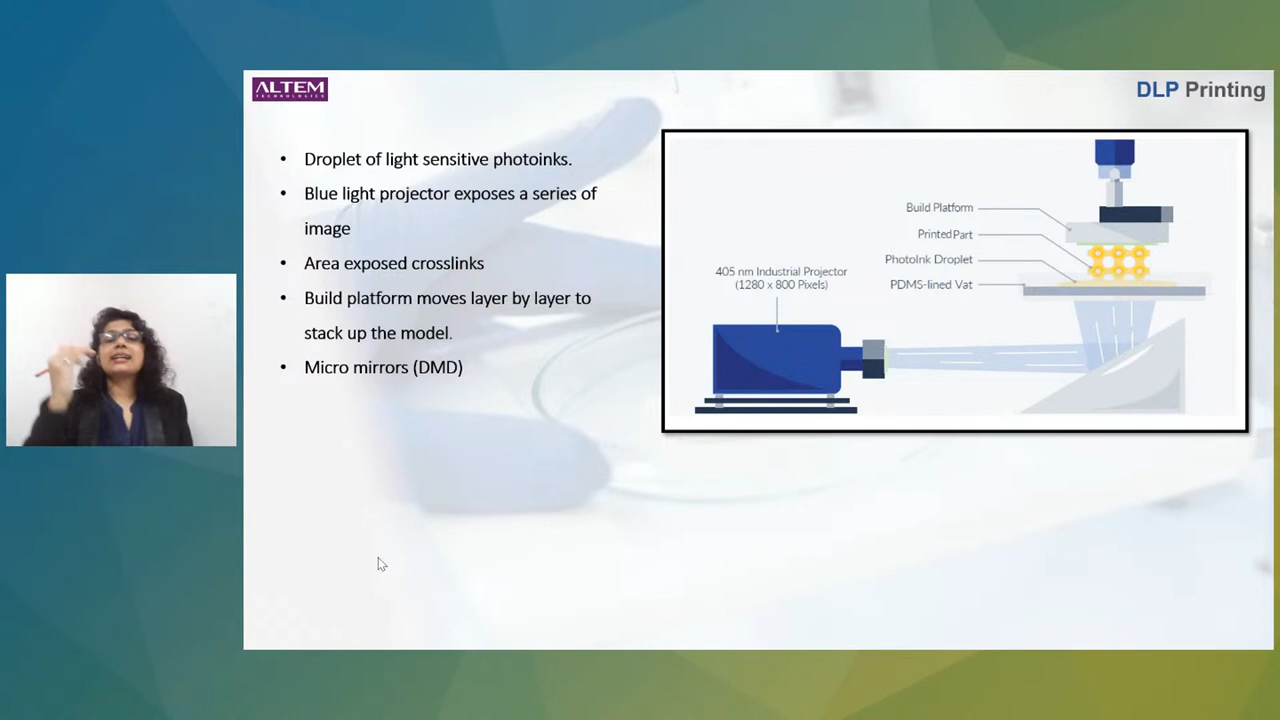 ALTEM
TECHNOLOGIES
DLP Printing
• Droplet of light sensitive photoinks.
• Blue light projector exposes a series of
image
• Area exposed crosslinks
• Build platform moves layer by layer to
stack up the model.
• Micro mirrors (DMD)
Build Platform
Printed Part
PhotoInk Droplet
PDMS-lined Vat
405 nm Industrial Projector
(1280 x 800 Pixels)